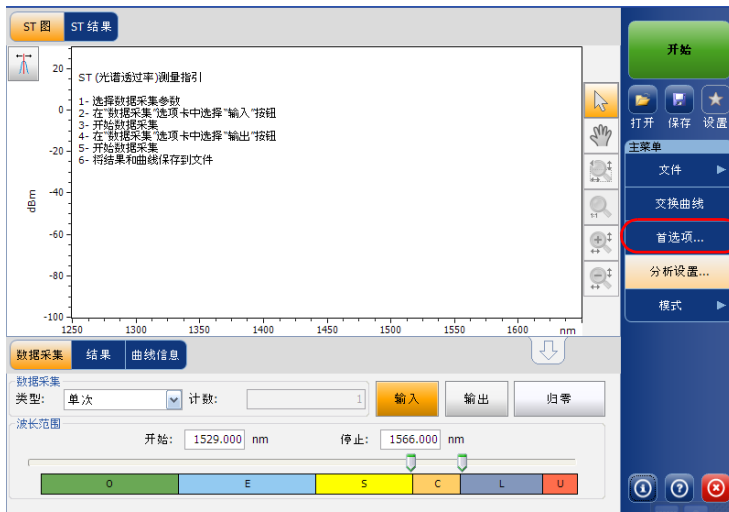 ST 图
ST 结果
ST (光谱透过率)测量指引
1- 选择数据采集参数
2- 在"数据采集"选项卡中选择"输入"按钮
3- 开始数据采集
4- 在"数据采集"选项卡中选择"输出"按钮
5- 开始数据采集
6- 将结果和曲线保存到文件
20
0
-20
-40
-60
-80
-100
dBm
1250 1300 1350 1400 1450 1500 1550 1600 nm
1:1
开始
打开 保存 设置
主菜单
文件
交换曲线
首选项...
分析设置...
模式
数据采集 结果 曲线信息
数据采集
类型: 单次 计数: 1 输入 输出 归零
波长范围
开始: 1529.000 nm 停止: 1566.000 nm
O E S C L U